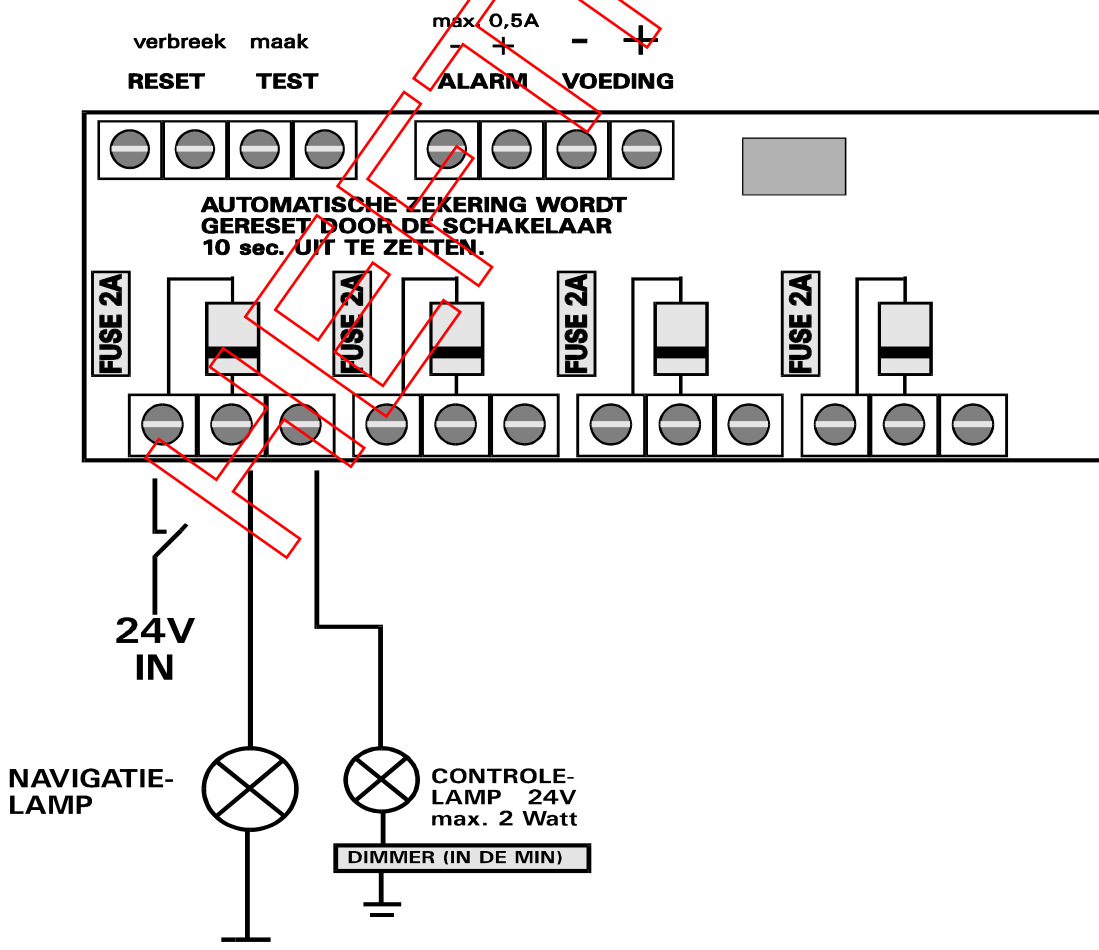 max. 0,5A
verbreek maak - + - +
RESET TEST ALARM VOEDING
AUTOMATISCHE ZEKERING WORDT
GERESET DOOR DE SCHAKELAAR
10 sec. UIT TE ZETTEN.
FUSE 2A
FUSE 2A
FUSE 2A
FUSE 2A
24V
IN
NAVIGATIE-
LAMP
CONTROLE-
LAMP 24V
max. 2 Watt
DIMMER (IN DE MIN)